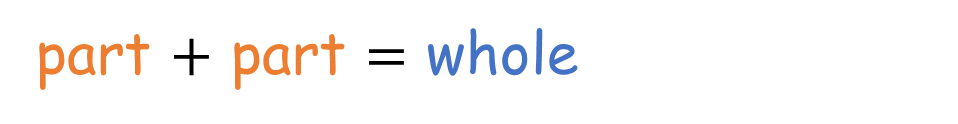 part + part = whole